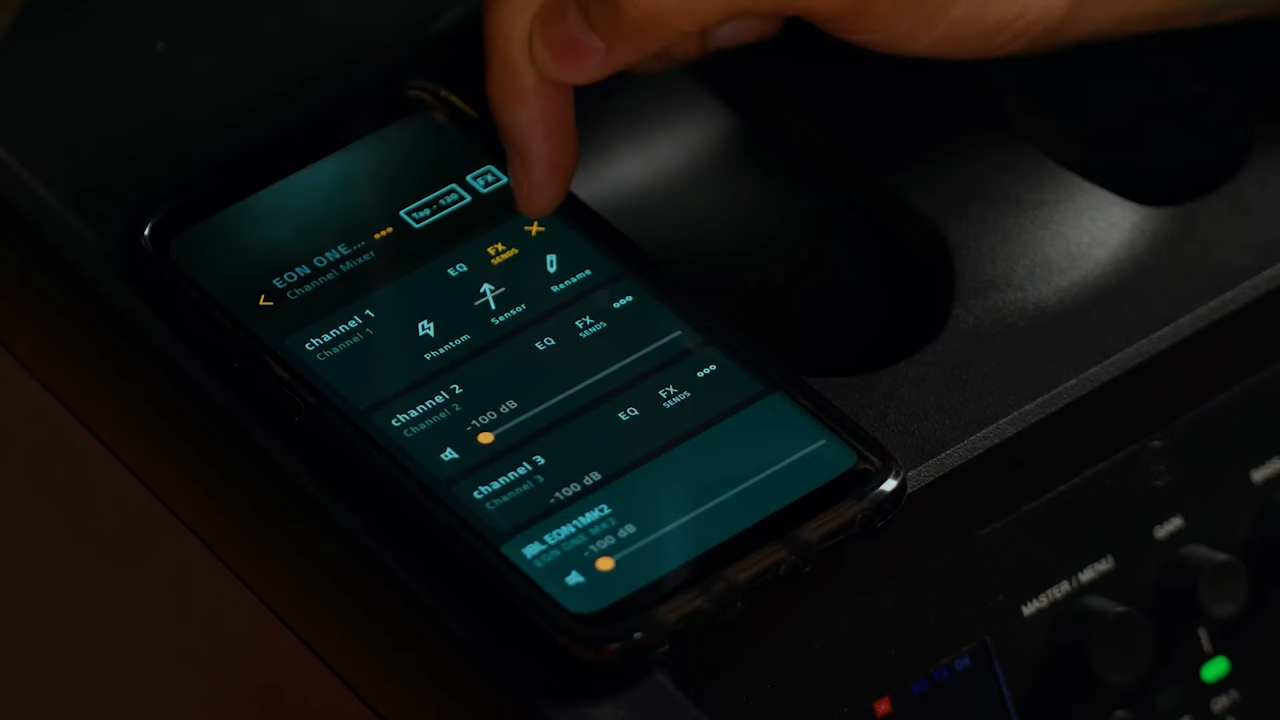 Tap - 120
FX
EON ONE...
Channel Mixer
channel 1
Channel 1
EQ
FX
SENDS
Phantom
Sensor
Rename
channel 2
Channel 2
EQ
FX
SENDS
-100 dB
channel 3
Channel 3
EQ
FX
SENDS
-100 dB
JBL EON1MK2
EON ONE MK2
-100 dB
MASTER / MENU
GAIN
CH1